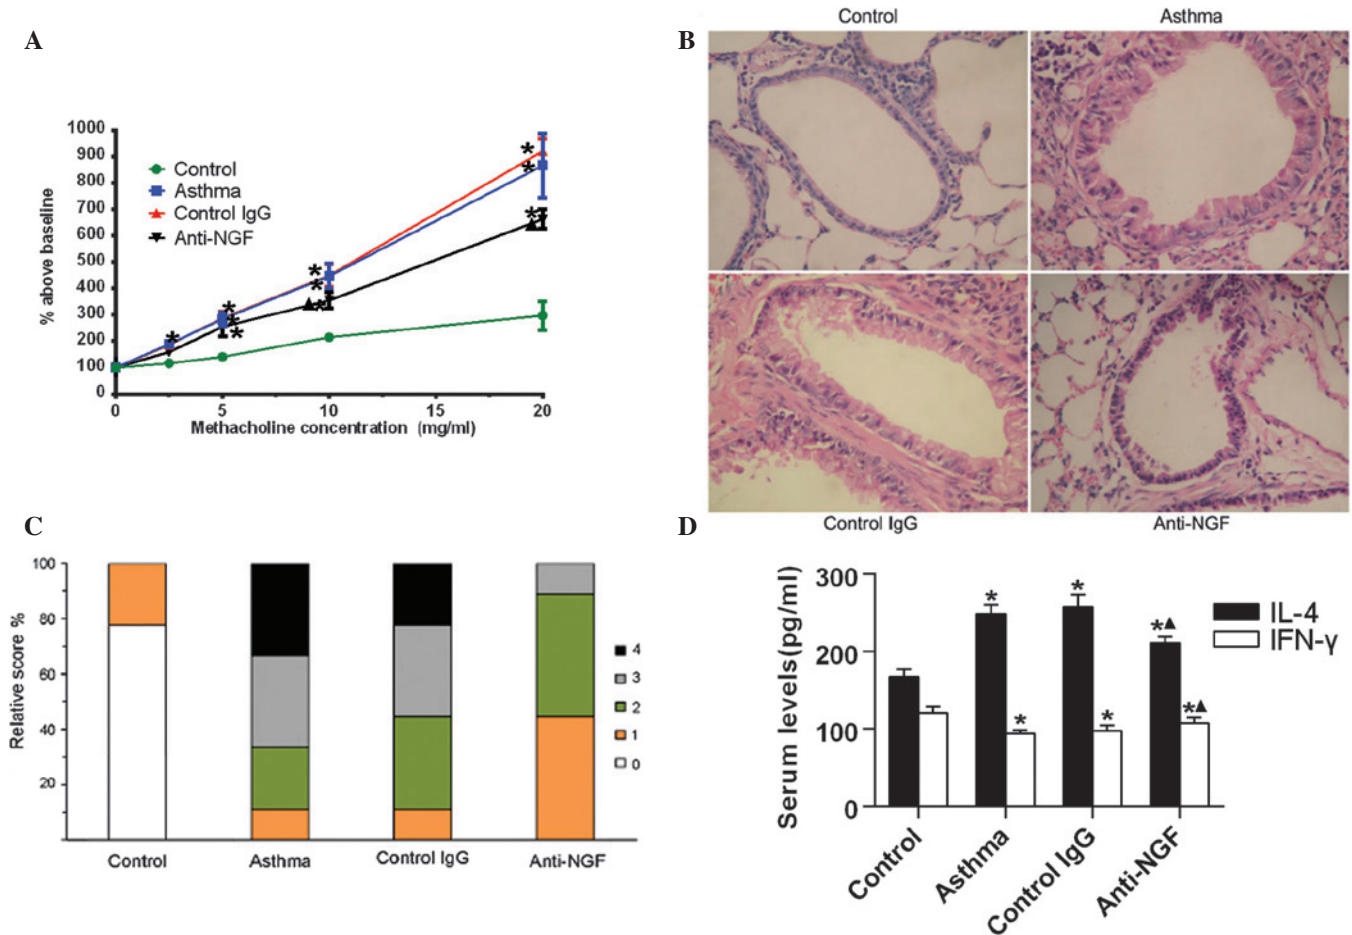 A
1000
900
800
700
600
500
400
300
200
100
0
% above baseline
Control
Asthma
Control IgG
Anti-NGF
* * * * * * * * * *
0 5 10 15 20
Methacholine concentration (mg/ml)
B
Control Asthma
Control IgG Anti-NGF
C
100
80
60
40
20
Relative score %
4
3
2
1
0
Control Asthma Control IgG Anti-NGF
D
300
200
100
0
Serum levels(pg/ml)
* * *▲
* * *▲
IL-4
IFN-γ
Control Asthma Control IgG Anti-NGF